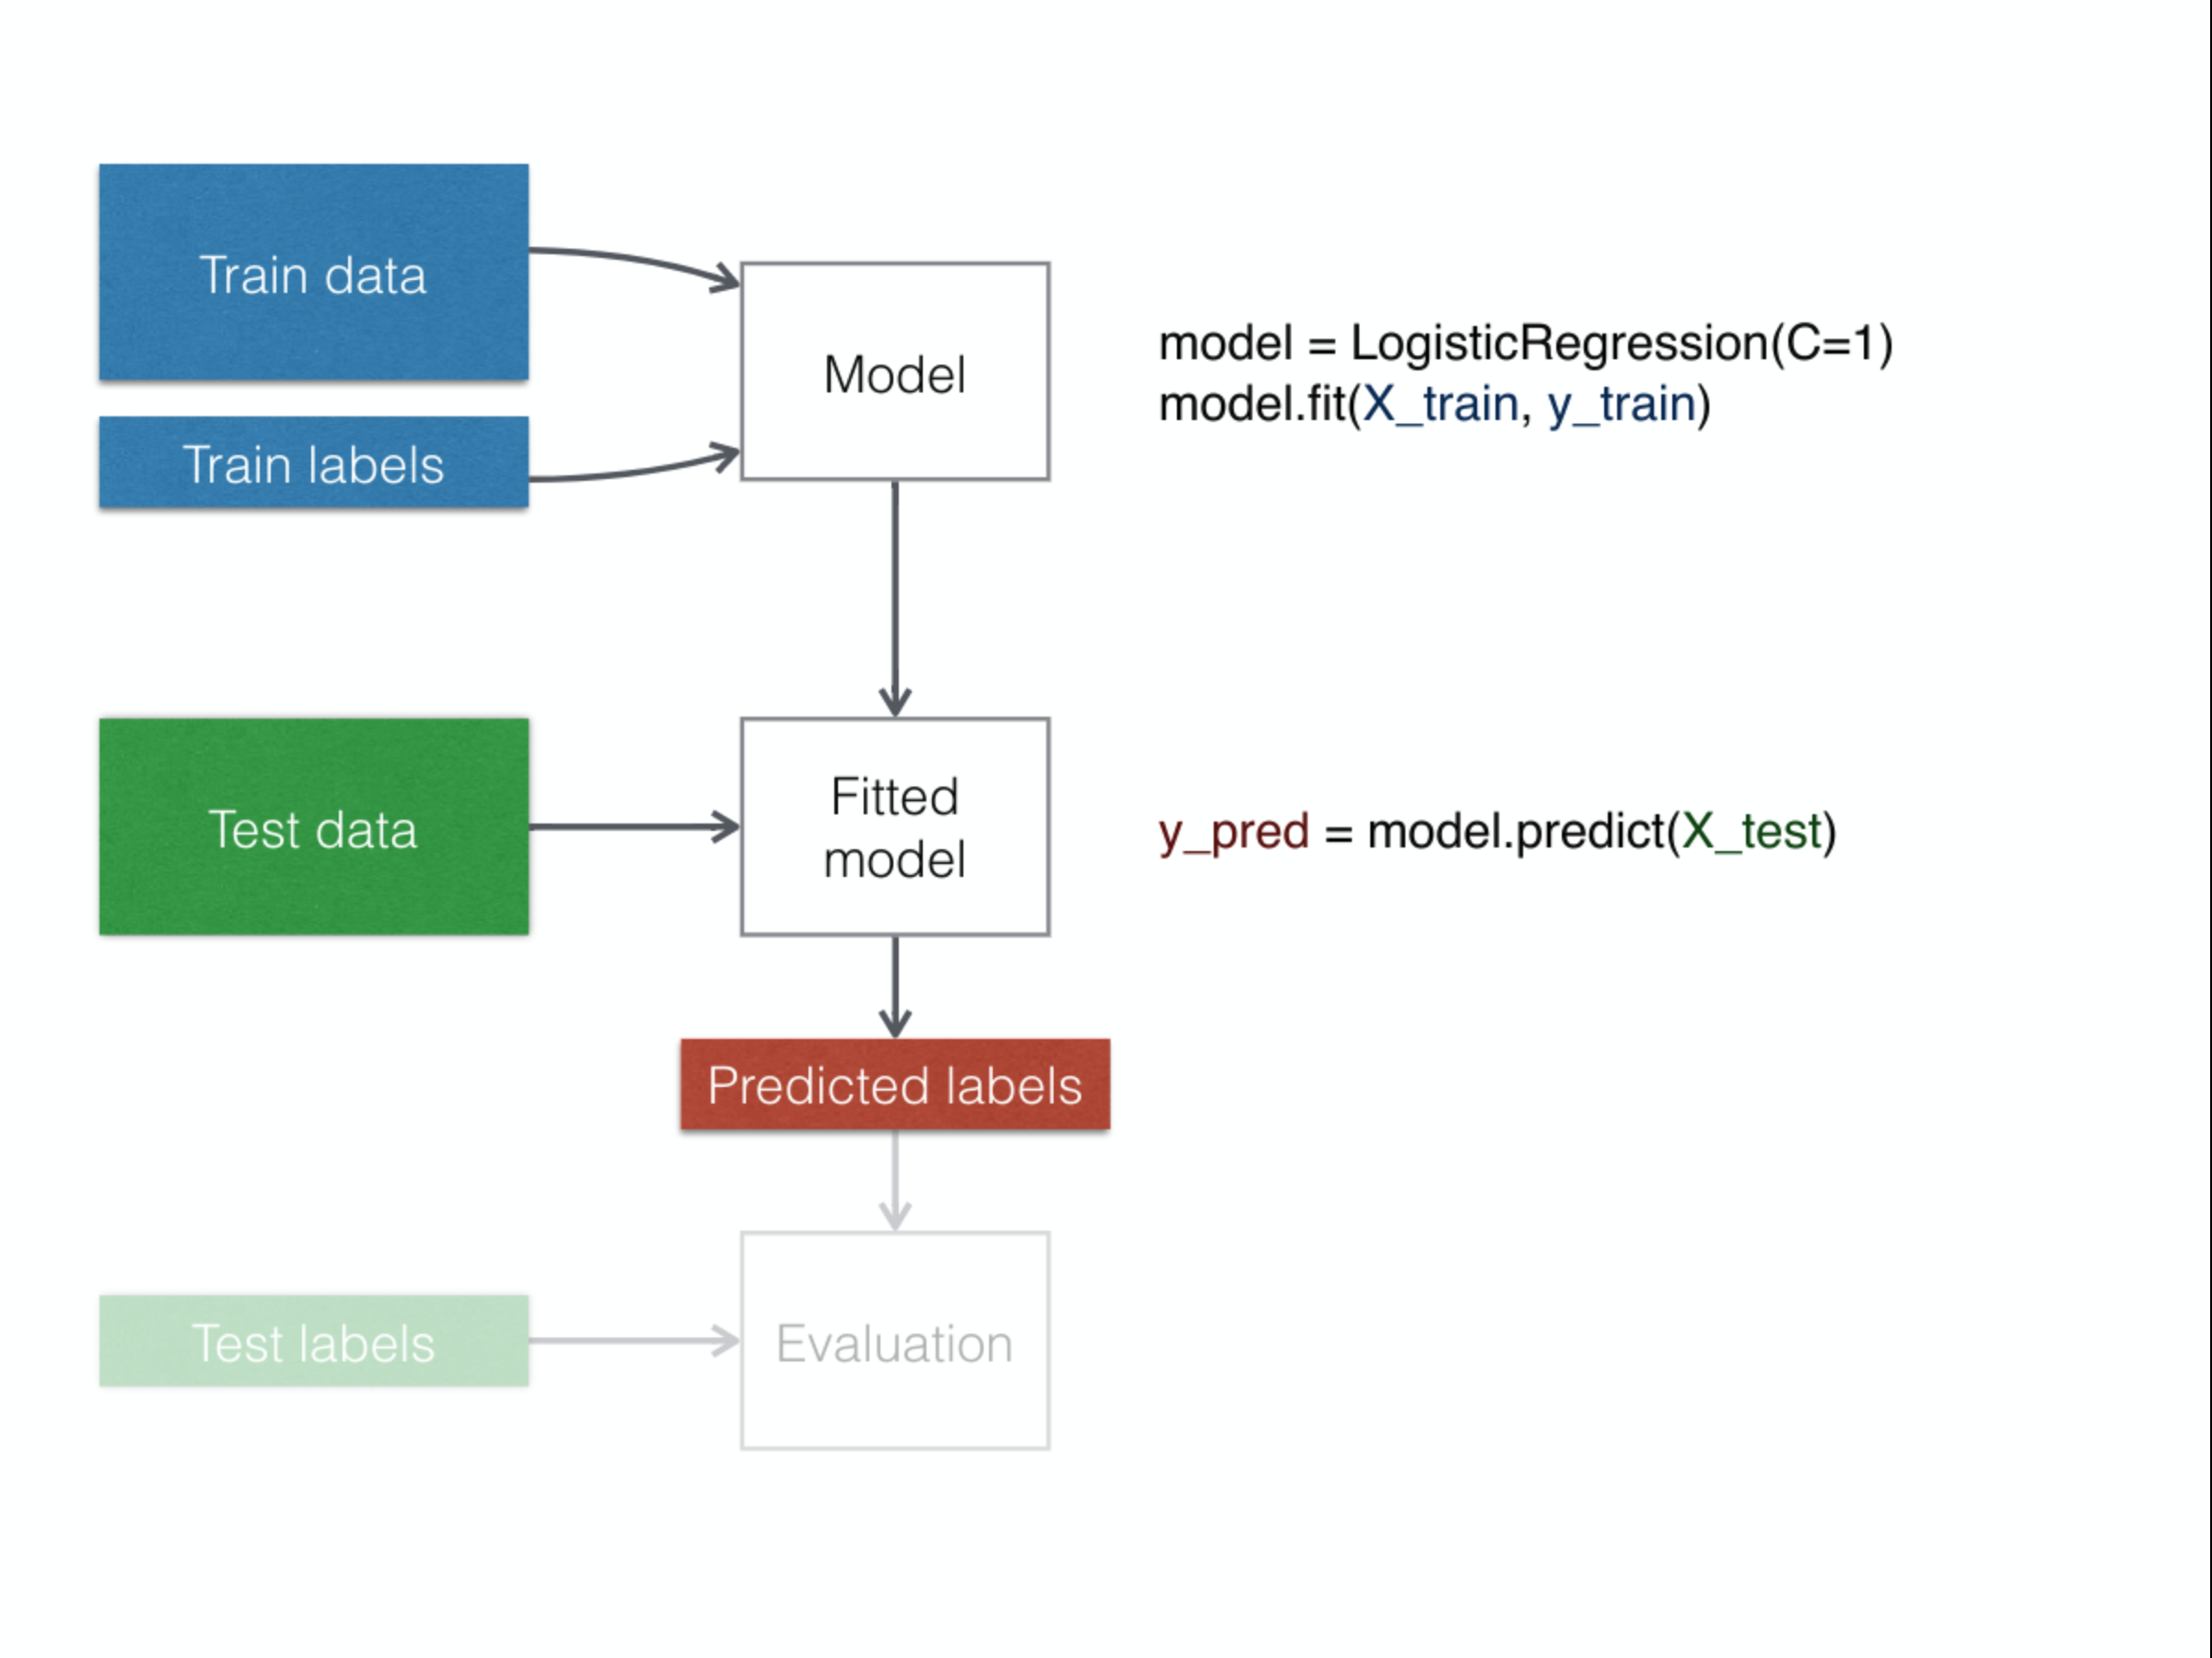 Train data
Train labels
Model
model = LogisticRegression(C=1)
model.fit(X_train, y_train)
Test data
Fitted
model
y_pred = model.predict(X_test)
Predicted labels
Test labels
Evaluation